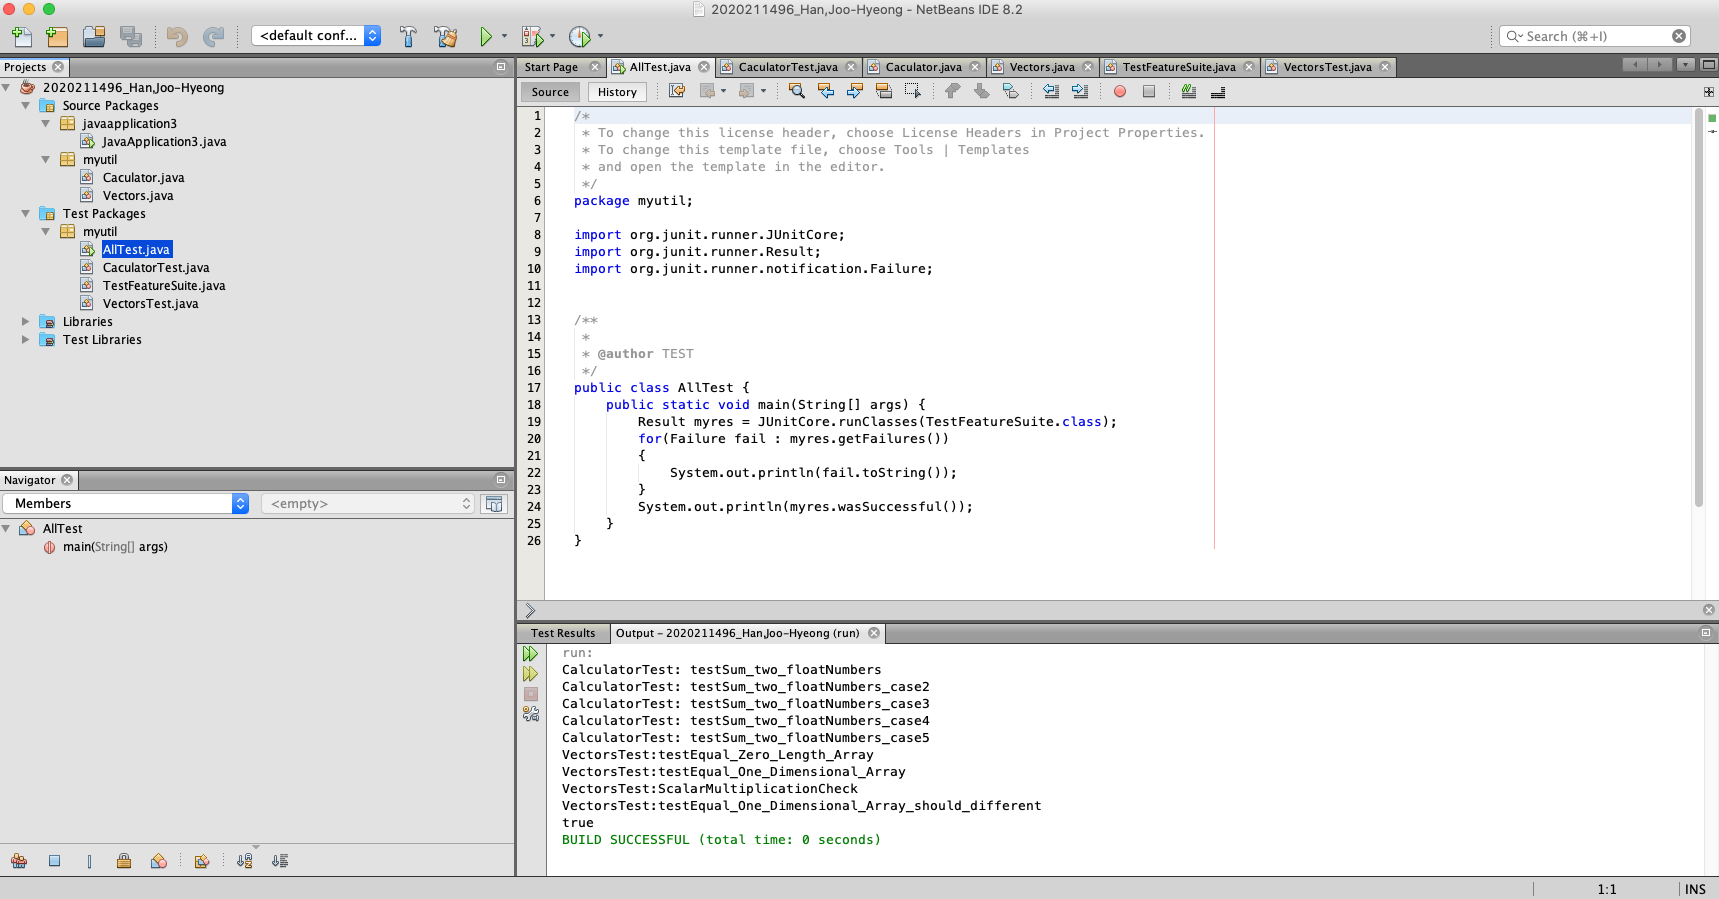 2020211496_Han,Joo-Hyeong - NetBeans IDE 8.2
<default conf...
Search (⌘+I)
Projects
2020211496_Han,Joo-Hyeong
Source Packages
javaapplication3
JavaApplication3.java
myutil
Caculator.java
Vectors.java
Test Packages
myutil
AllTest.java
CaculatorTest.java
TestFeatureSuite.java
VectorsTest.java
Libraries
Test Libraries
Navigator
Members
<empty>
AllTest
main(String[] args)
Start Page
AllTest.java
CaculatorTest.java
Caculator.java
Vectors.java
TestFeatureSuite.java
VectorsTest.java
Source
History
1 /*
2 * To change this license header, choose License Headers in Project Properties.
3 * To change this template file, choose Tools | Templates
4 * and open the template in the editor.
5 */
6 package myutil;
7
8 import org.junit.runner.JUnitCore;
9 import org.junit.runner.Result;
10 import org.junit.runner.notification.Failure;
11
12
13 /**
14 *
15 * @author TEST
16 */
17 public class AllTest {
18 public static void main(String[] args) {
19 Result myres = JUnitCore.runClasses(TestFeatureSuite.class);
20 for(Failure fail : myres.getFailures())
21 {
22 System.out.println(fail.toString());
23 }
24 System.out.println(myres.wasSuccessful());
25 }
26 }
Test Results
Output - 2020211496_Han,Joo-Hyeong (run)
run:
CalculatorTest: testSum_two_floatNumbers
CalculatorTest: testSum_two_floatNumbers_case2
CalculatorTest: testSum_two_floatNumbers_case3
CalculatorTest: testSum_two_floatNumbers_case4
CalculatorTest: testSum_two_floatNumbers_case5
VectorsTest:testEqual_Zero_Length_Array
VectorsTest:testEqual_One_Dimensional_Array
VectorsTest:ScalarMultiplicationCheck
VectorsTest:testEqual_One_Dimensional_Array_should_different
true
BUILD SUCCESSFUL (total time: 0 seconds)
1:1
INS